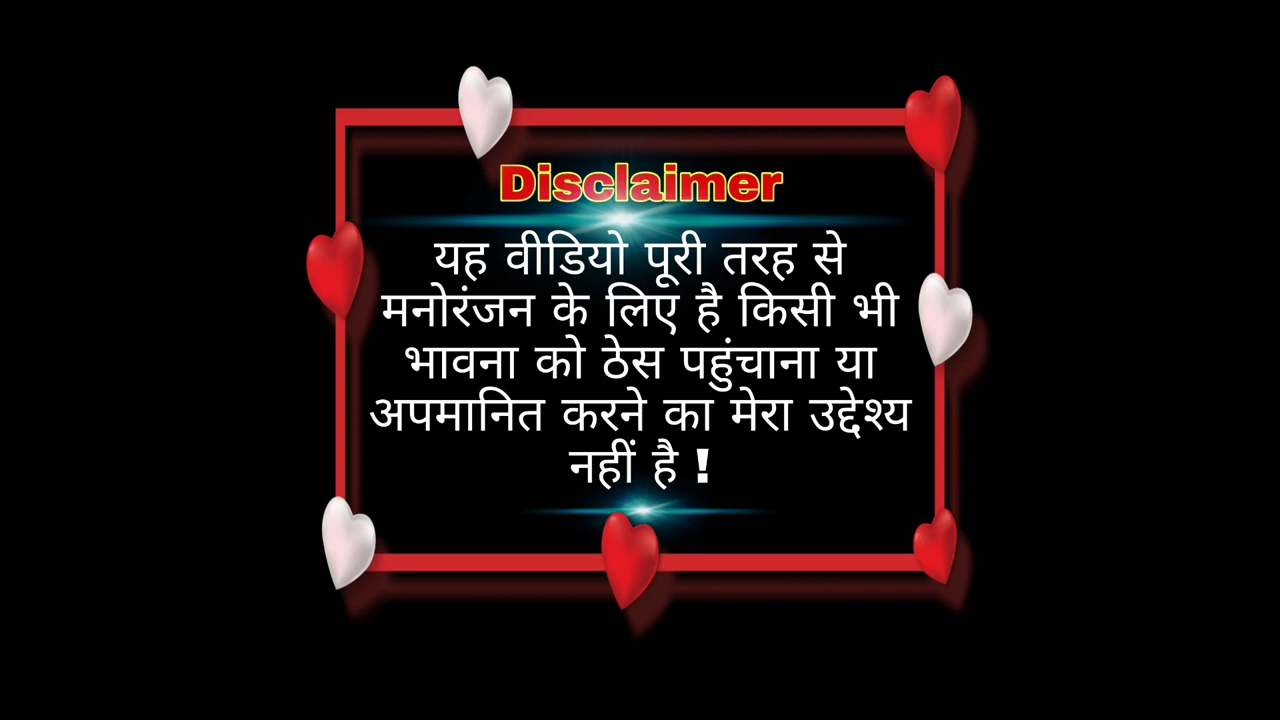 Disclaimer
यह वीडियो पूरी तरह से
मनोरंजन के लिए है किसी भी
भावना को ठेस पहुंचाना या
अपमानित करने का मेरा उद्देश्य
नहीं है !